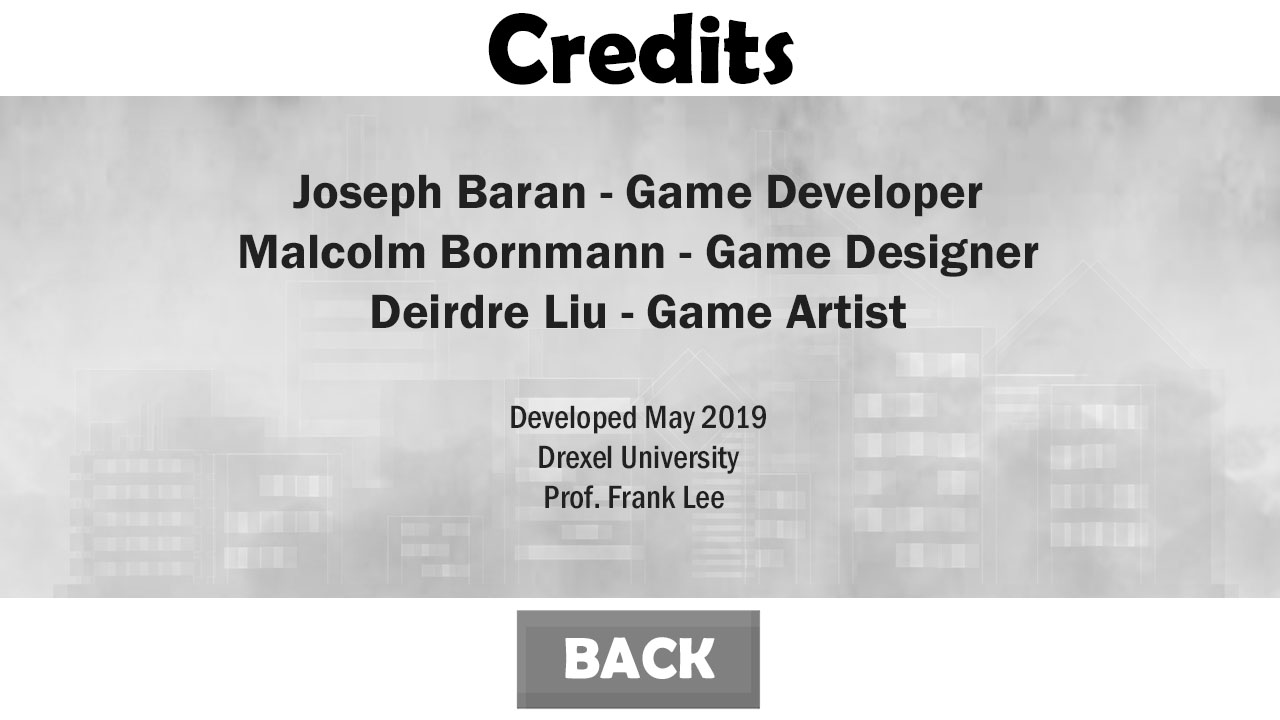 Credits
Joseph Baran - Game Developer
Malcolm Bornmann - Game Designer
Deirdre Liu - Game Artist
Developed May 2019
Drexel University
Prof. Frank Lee
BACK